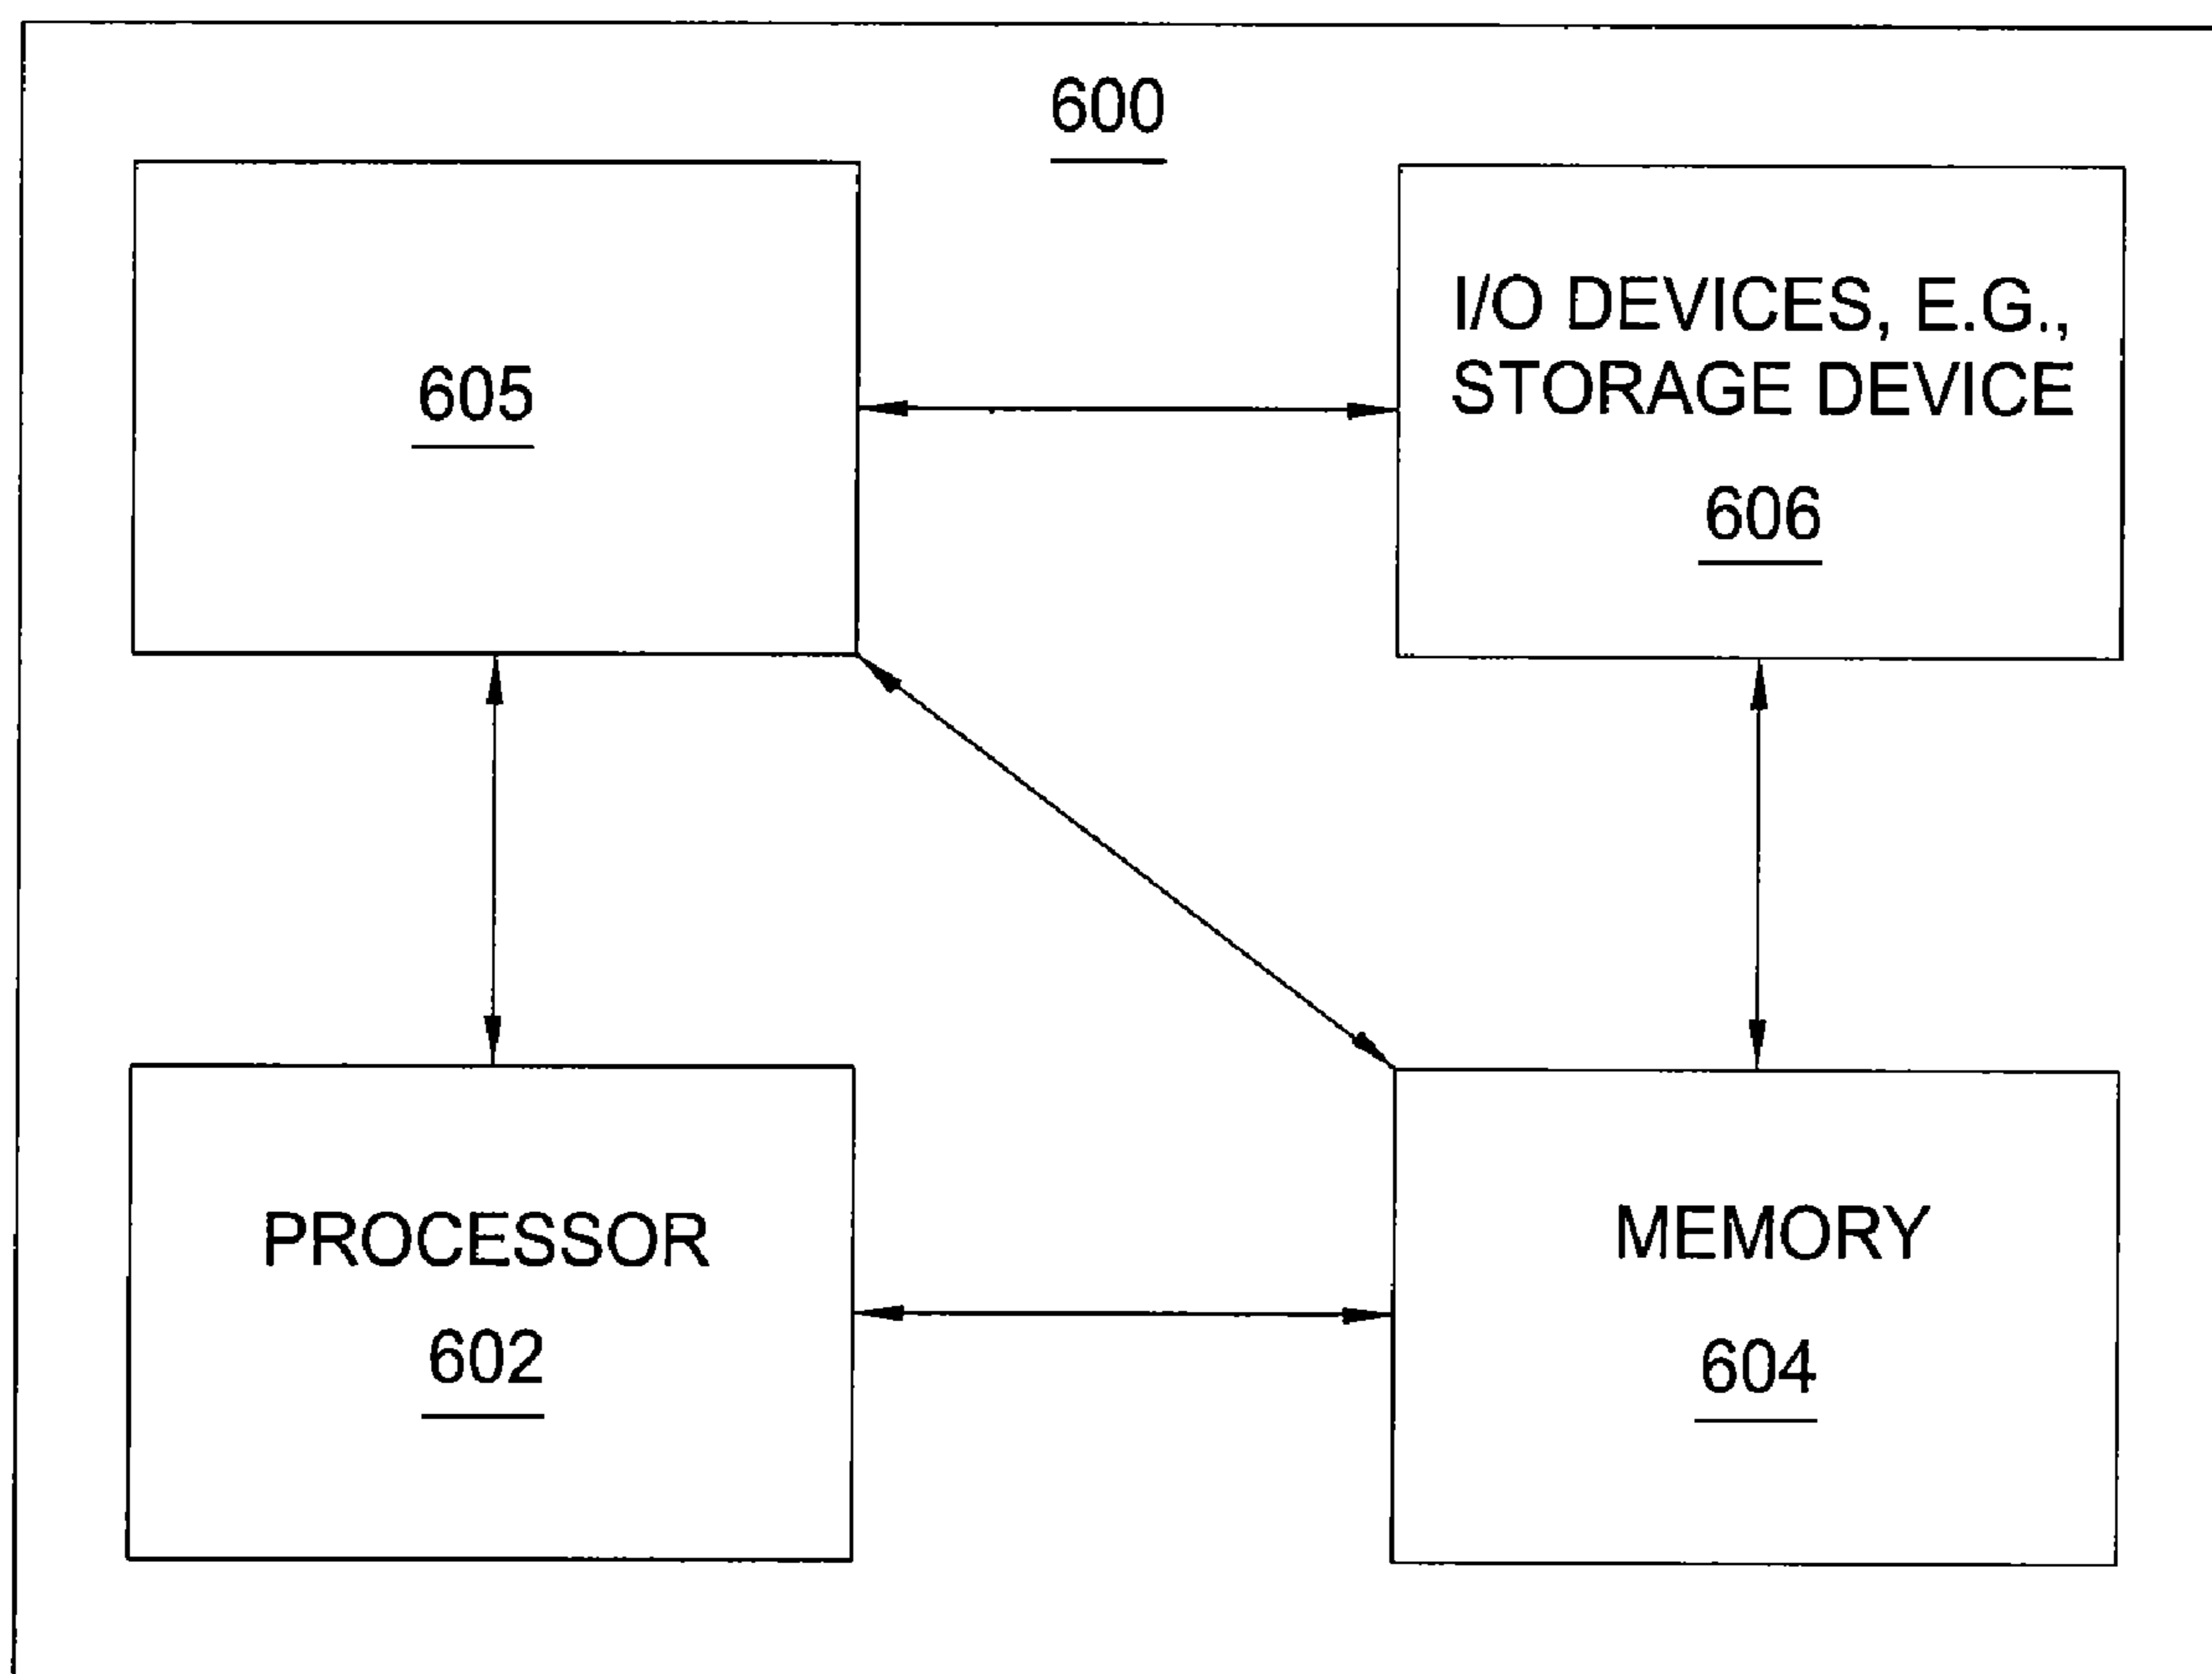 600
605
I/O DEVICES, E.G.,
STORAGE DEVICE
606
PROCESSOR
602
MEMORY
604